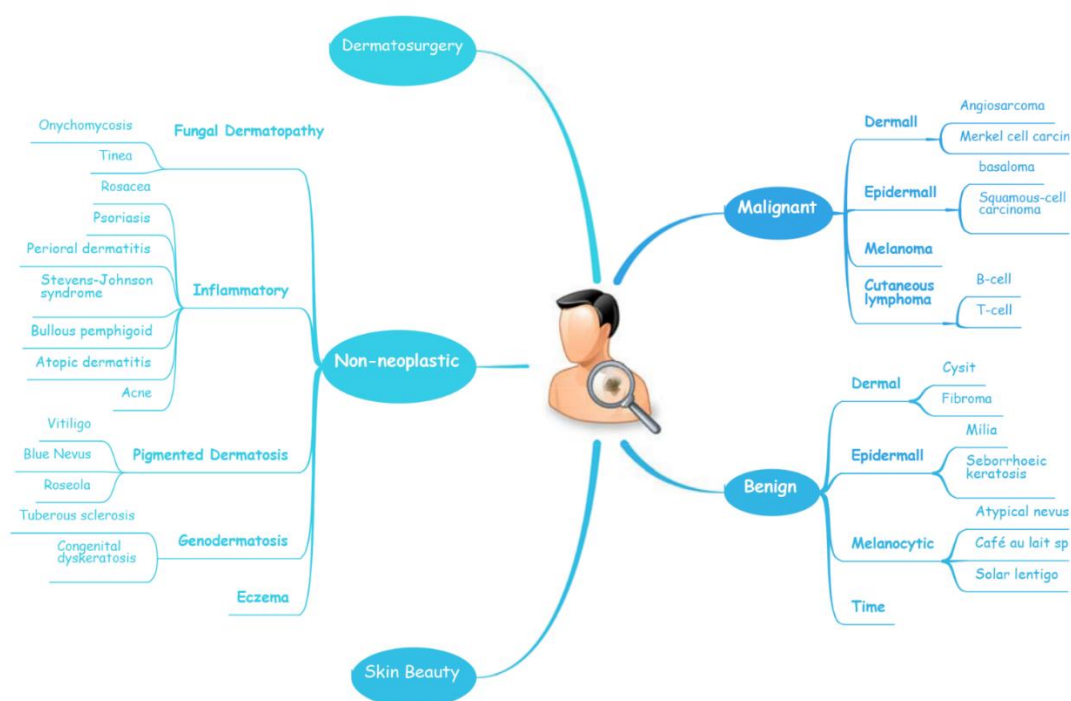 Dermatosurgery
Fungal Dermatopathy
Onychomycosis
Tinea
Inflammatory
Rosacea
Psoriasis
Perioral dermatitis
Stevens-Johnson
syndrome
Bullous pemphigoid
Atopic dermatitis
Acne
Non-neoplastic
Pigmented Dermatosis
Vitiligo
Blue Nevus
Roseola
Genodermatosis
Tuberous sclerosis
Congenital
dyskeratosis
Eczema
Skin Beauty
Malignant
Dermall
Angiosarcoma
Merkel cell carcin
Epidermall
basaloma
Squamous-cell
carcinoma
Melanoma
Cutaneous
lymphoma
B-cell
T-cell
Benign
Dermal
Cysit
Fibroma
Epidermall
Milia
Seborrhoeic
keratosis
Melanocytic
Atypical nevus
Café au lait sp
Solar lentigo
Time